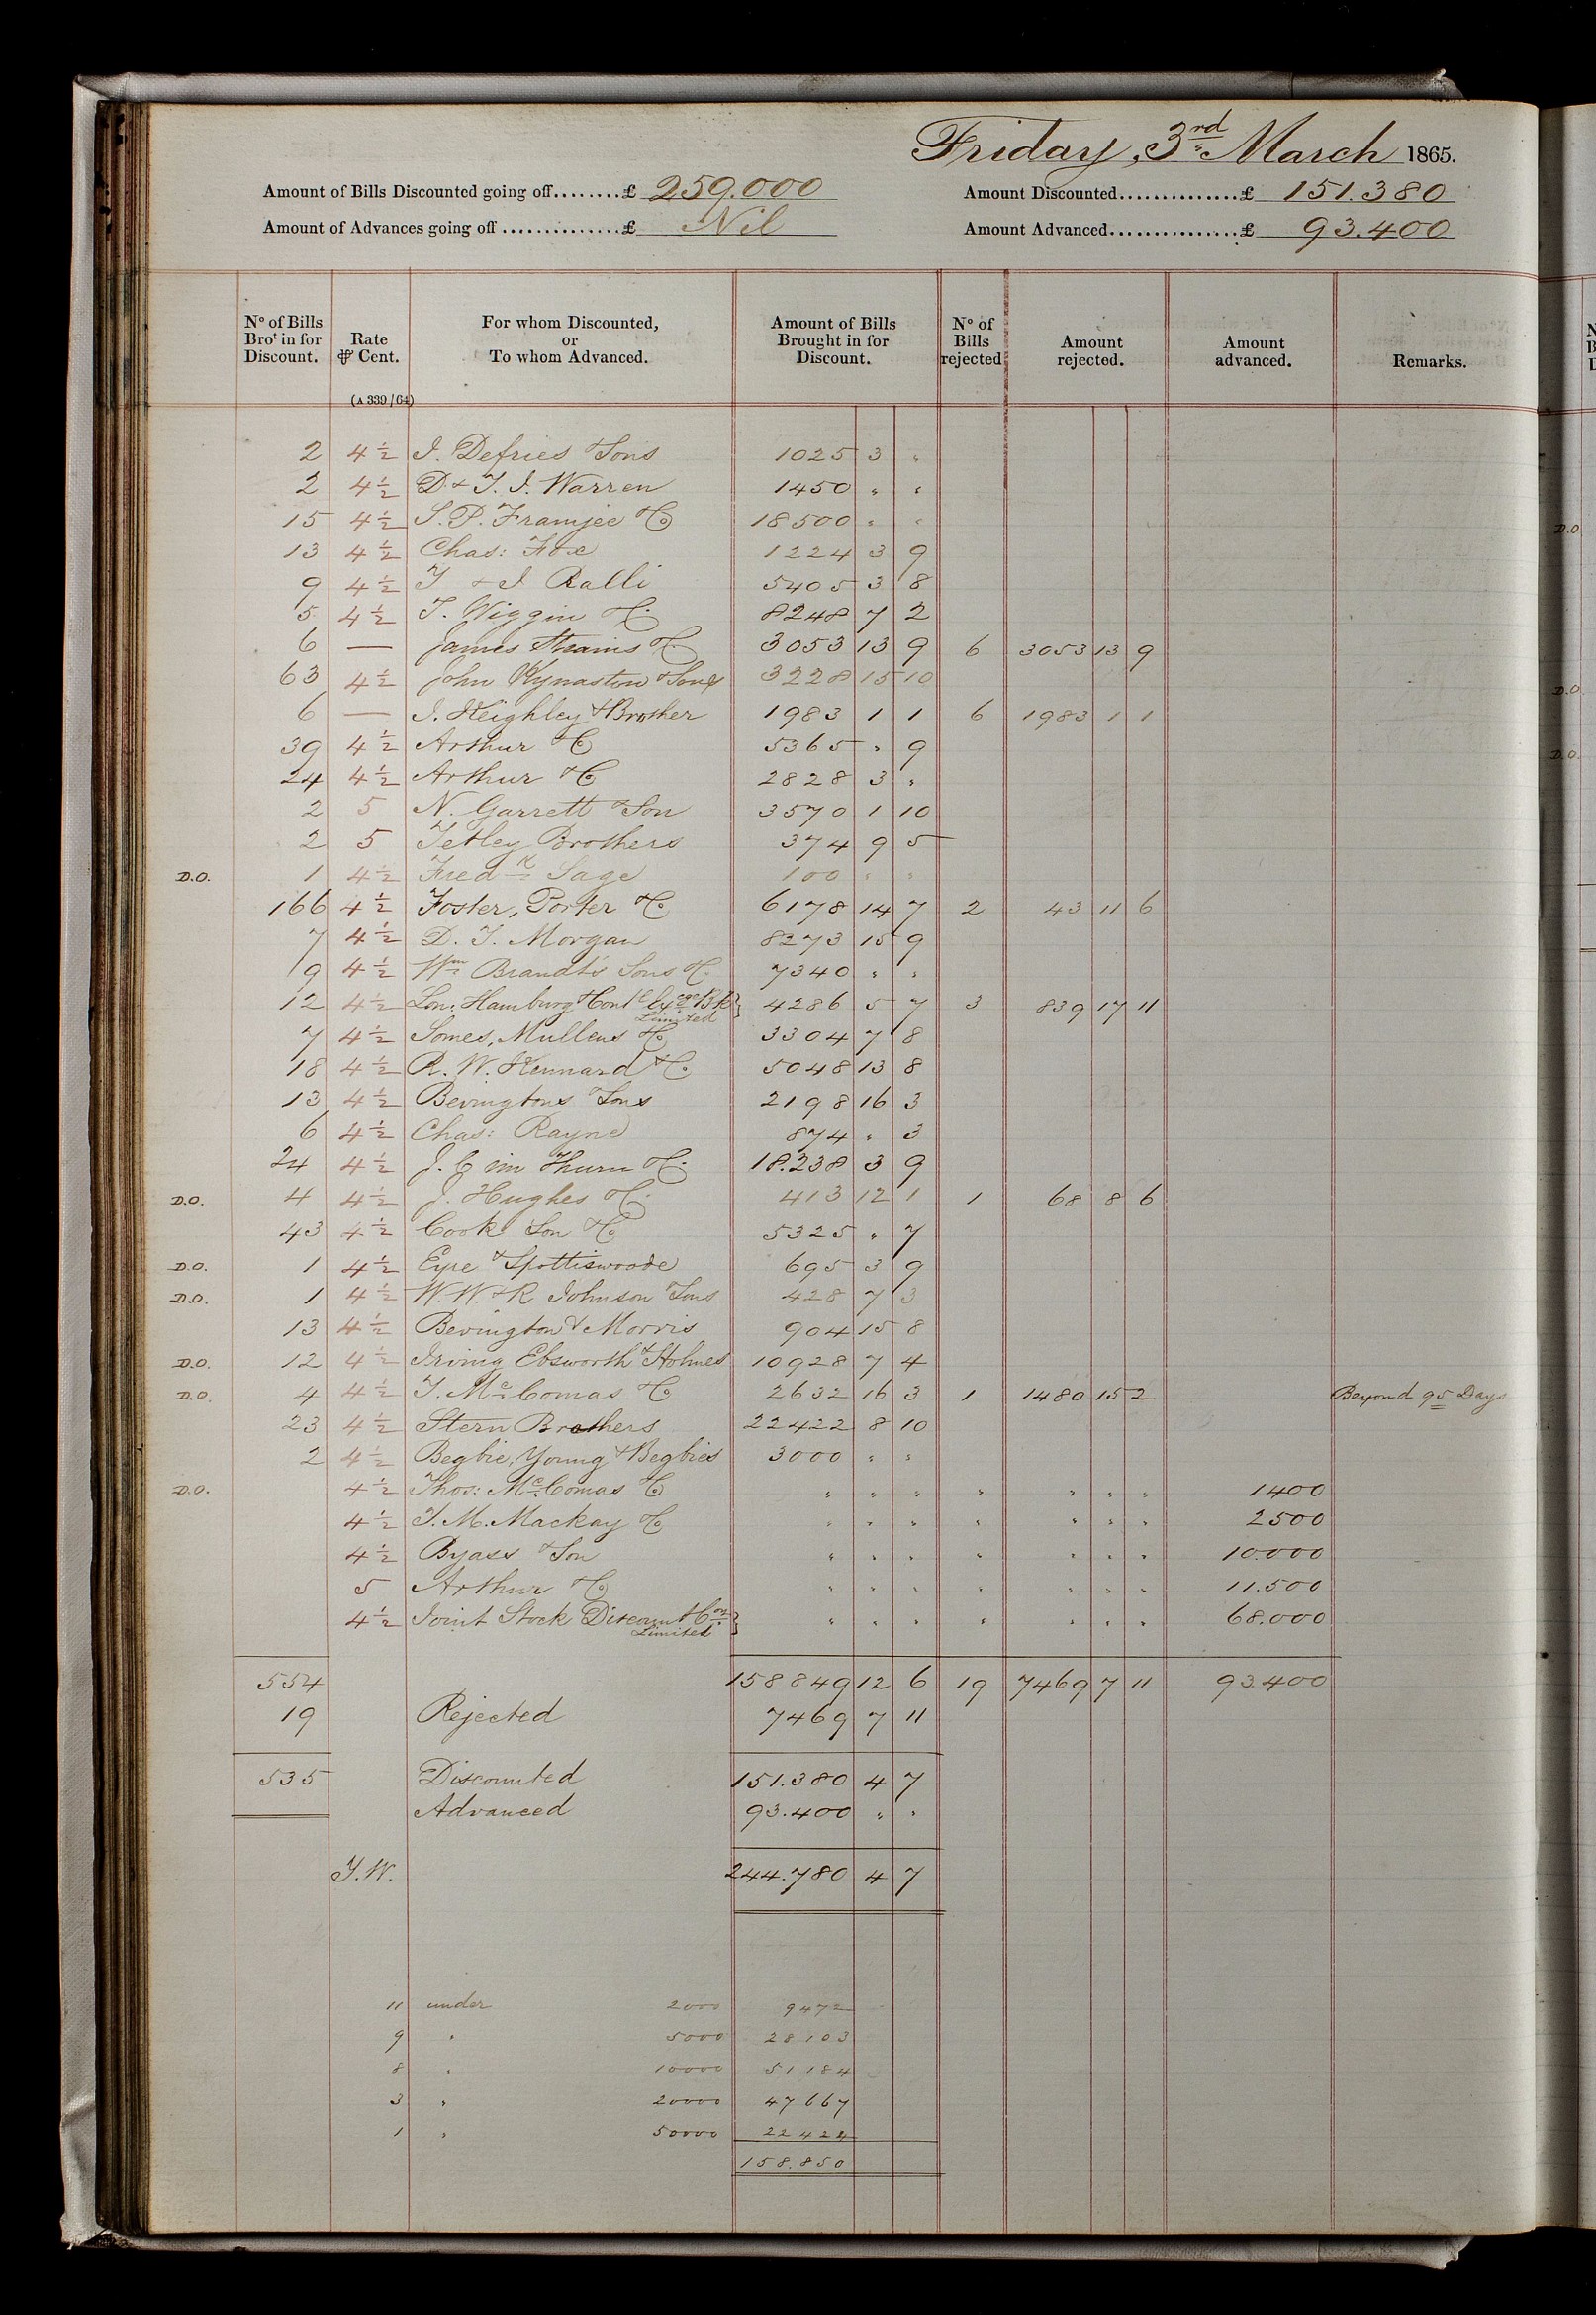 Friday, 3rd March 1865.
Amount of Bills Discounted going off........£ 259.000 Amount Discounted..............£ 151.380
Amount of Advances going off..............£ Nil Amount Advanced...............£ 93.400
No of Bills Brot in for Discount. Rate ⅌ Cent. For whom Discounted, or To whom Advanced. Amount of Bills Brought in for Discount. No of Bills rejected. Amount rejected. Amount advanced. Remarks.
(A 339/64)
2 4½ J. Defries & Sons 1025 3 "
2 4½ D. & T. J. Warren 1450 " "
15 4½ S. P. Framjee & Co 18500 " "
13 4½ Chas: Fox 1224 3 9
9 4½ T & J Ralli 5405 3 8
5 4½ T. Wiggin & Co. 8248 7 2
6 — James Stearns & Co. 3053 13 9 6 3053 13 9
63 4½ John Kynaston & Sons 3228 15 10
6 — J. Keighley & Brother 1983 1 1 6 1983 1 1
39 4½ Arthur & Co 5365 " 9
24 4½ Arthur & Co 2828 3 "
2 5 N. Garrett & Son 3570 1 10
2 5 Tetley Brothers 374 9 5
D.O. 1 4½ Fredk Sage 100 " "
166 4½ Foster, Porter & Co 6178 14 7 2 43 11 6
7 4½ D. T. Morgan 8273 15 9
9 4½ Wm Brandt's Sons & Co. 7340 " "
12 4½ Lon: Hamburg & Contl Exnge Bk Limited 4286 5 7 3 839 17 11
7 4½ Somes, Mullens & Co 3304 7 8
18 4½ R. W. Kennard & Co. 5048 13 8
13 4½ Bevingtons & Sons 2198 16 3
6 4½ Chas: Rayne 874 " 3
24 4½ J. C im Thurn & Co. 18.238 3 9
D.O. 4 4½ J. Hughes & Co. 413 12 1 1 68 8 6
43 4½ Cook Son & Co 5325 " 7
D.O. 1 4½ Eyre & Spottiswoode 695 3 9
D.O. 1 4½ W. W. & R Johnson & Sons 428 7 3
13 4½ Bevington & Morris 904 15 8
D.O. 12 4½ Irving Ebsworth & Holmes 10928 7 4
D.O. 4 4½ T. Mc Comas & Co 2632 16 3 1 1480 15 2 Beyond 95 Days
23 4½ Stern Brothers 22422 8 10
2 4½ Begbie, Young & Begbies 3000 " "
D.O. 4½ Thos: Mc Comas & Co " " " " " " " 1400
4½ T. M. Mackay & Co " " " " " " " 2500
4½ Byass & Son " " " " " " " 10.000
5 Arthur & Co " " " " " " " 11.500
4½ Joint Stock Discount Coy Limited " " " " " " " 68.000
554 158849 12 6 19 7469 7 11 93.400
19 Rejected 7469 7 11
535 Discounted 151.380 4 7
Advanced 93.400 " "
T.W. 244.780 4 7
11 under 2000 9472
9 " 5000 28103
8 " 10000 51184
3 " 20000 47667
1 " 50000 22424
158.850
D.O.
D.O.
D.O.